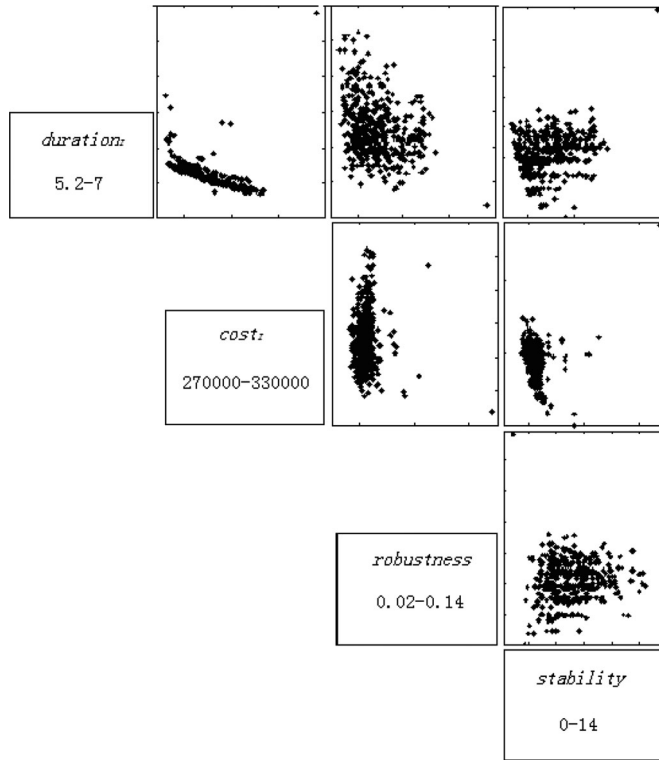 duration:
5.2-7
cost:
270000-330000
robustness
0.02-0.14
stability
0-14